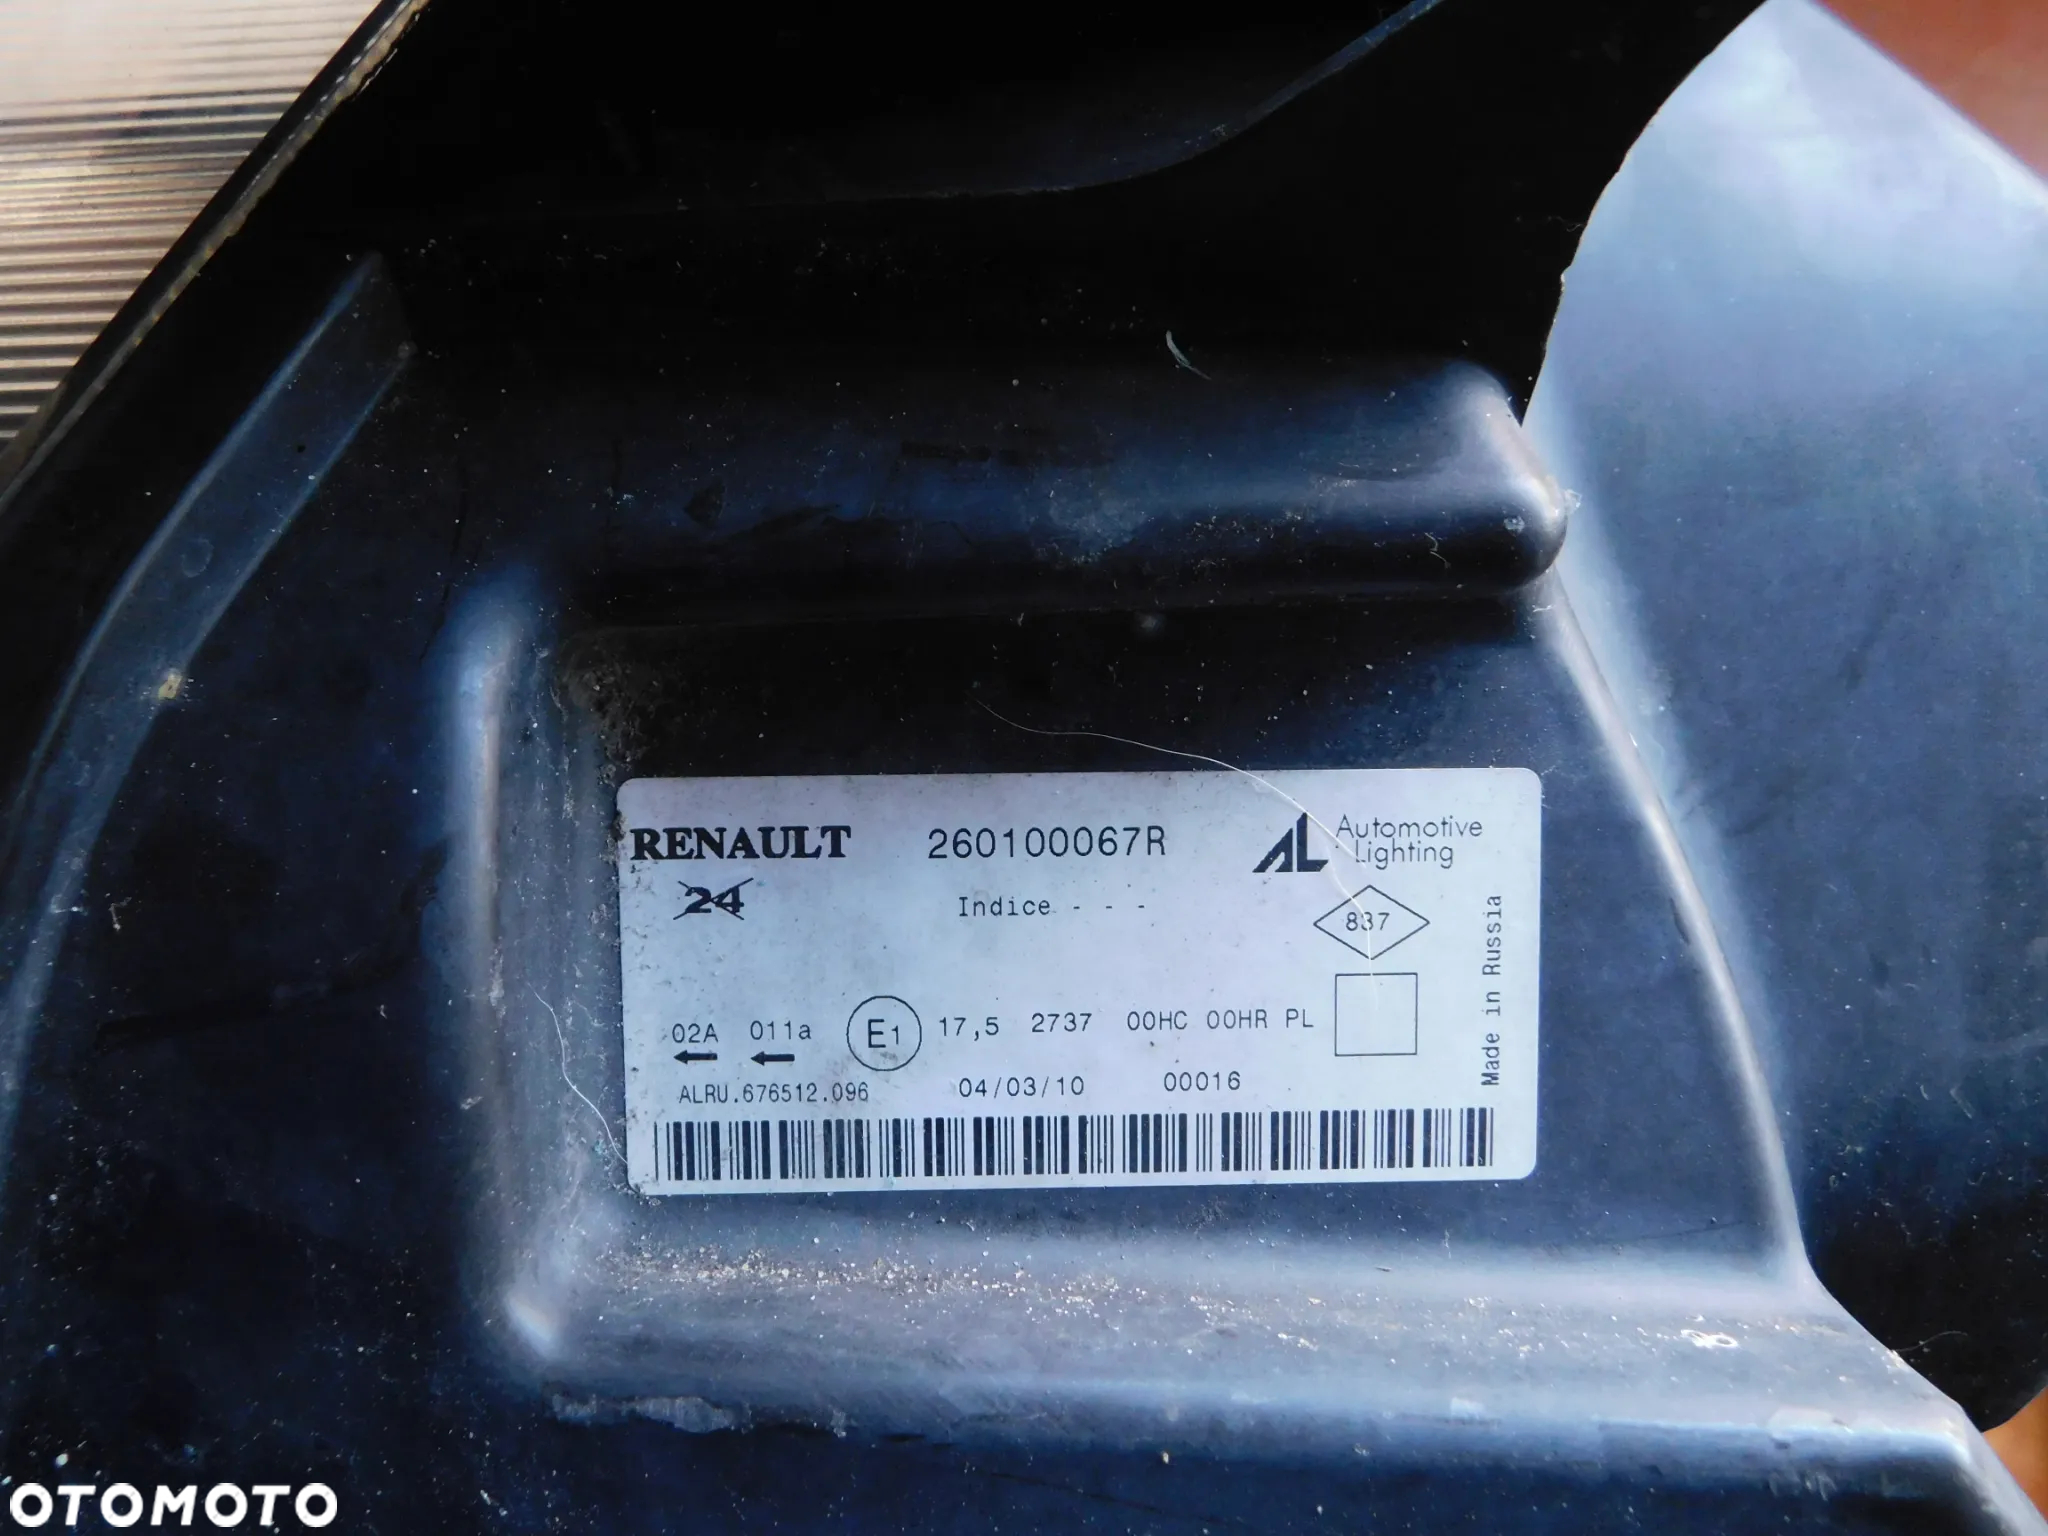 RENAULT 260100067R AL Automotive Lighting
24 Indice - - - 837
Made in Russia
02A 011a E1 17,5 2737 00HC 00HR PL
ALRU.676512.096 04/03/10 00016
OTOMOTO